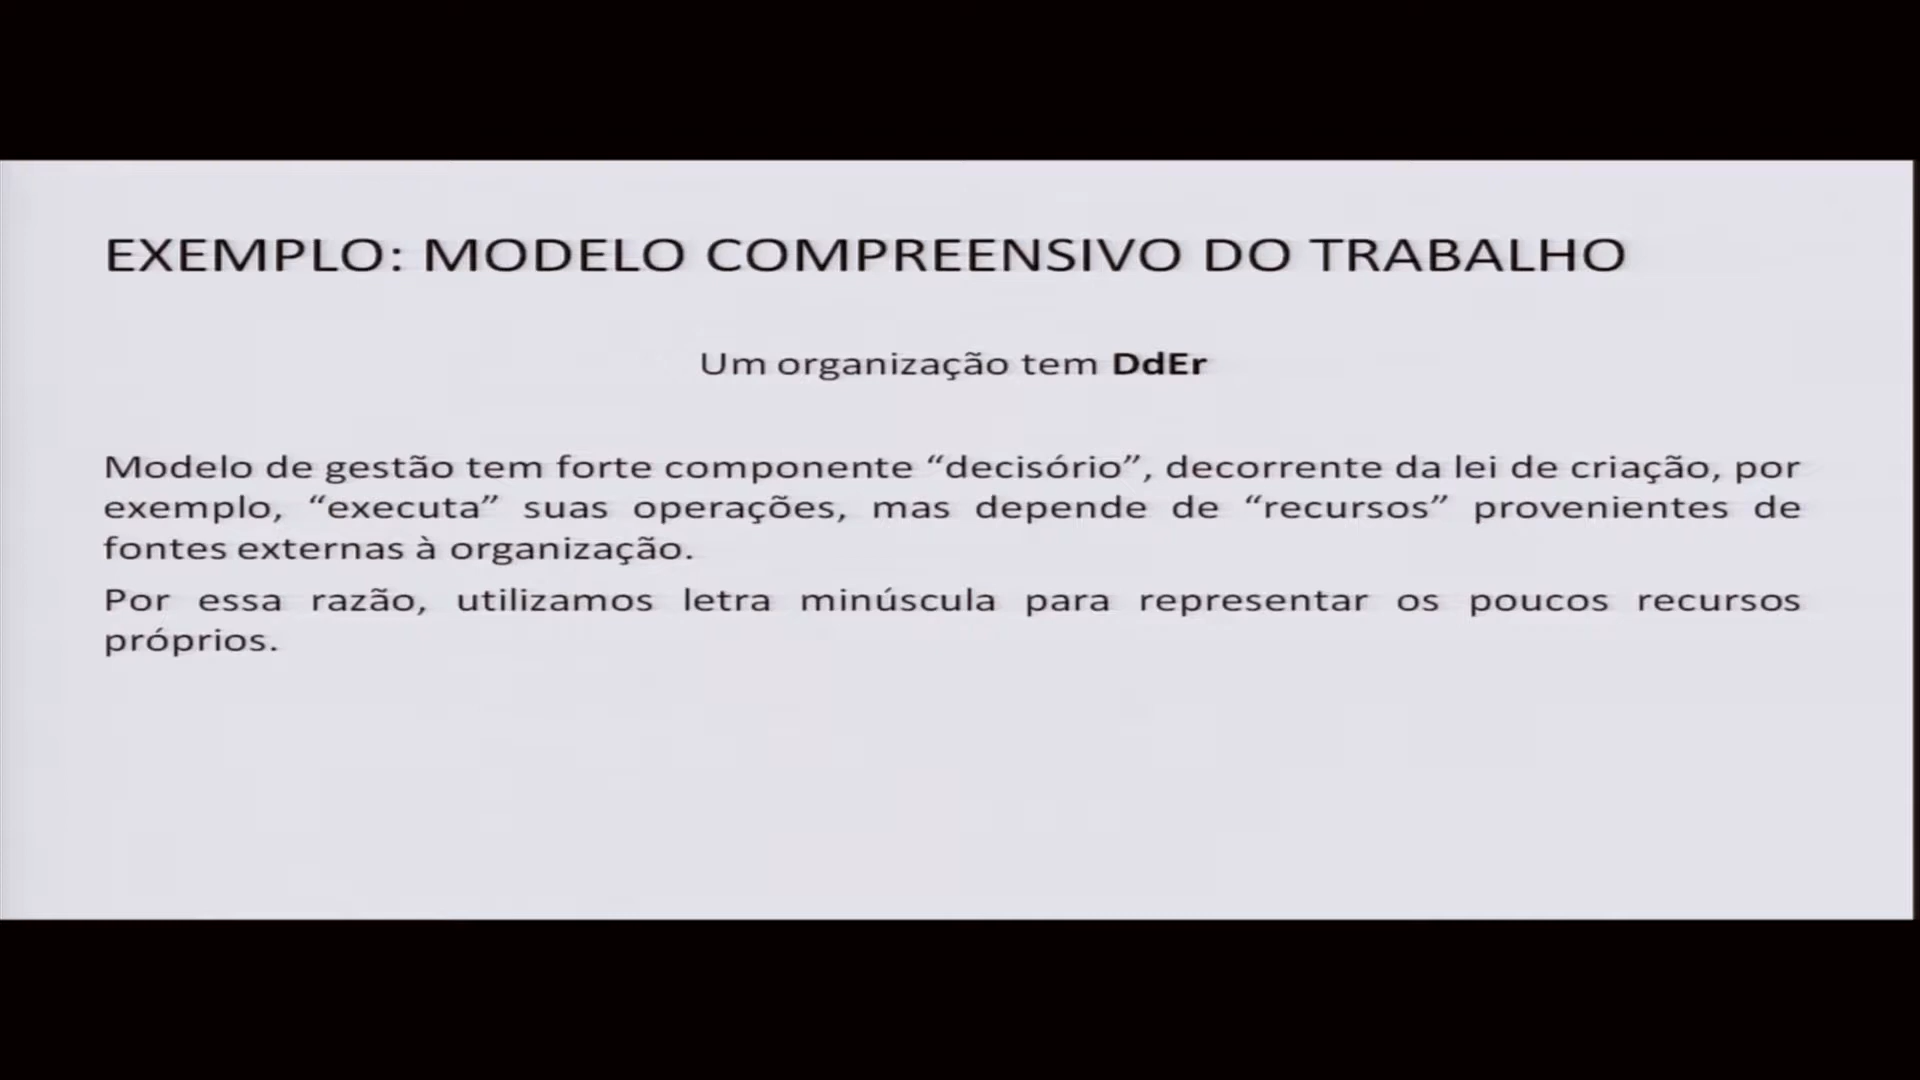 EXEMPLO: MODELO COMPREENSIVO DO TRABALHO
Um organização tem DdEr
Modelo de gestão tem forte componente “decisório”, decorrente da lei de criação, por
exemplo, “executa” suas operações, mas depende de “recursos” provenientes de
fontes externas à organização.
Por essa razão, utilizamos letra minúscula para representar os poucos recursos
próprios.